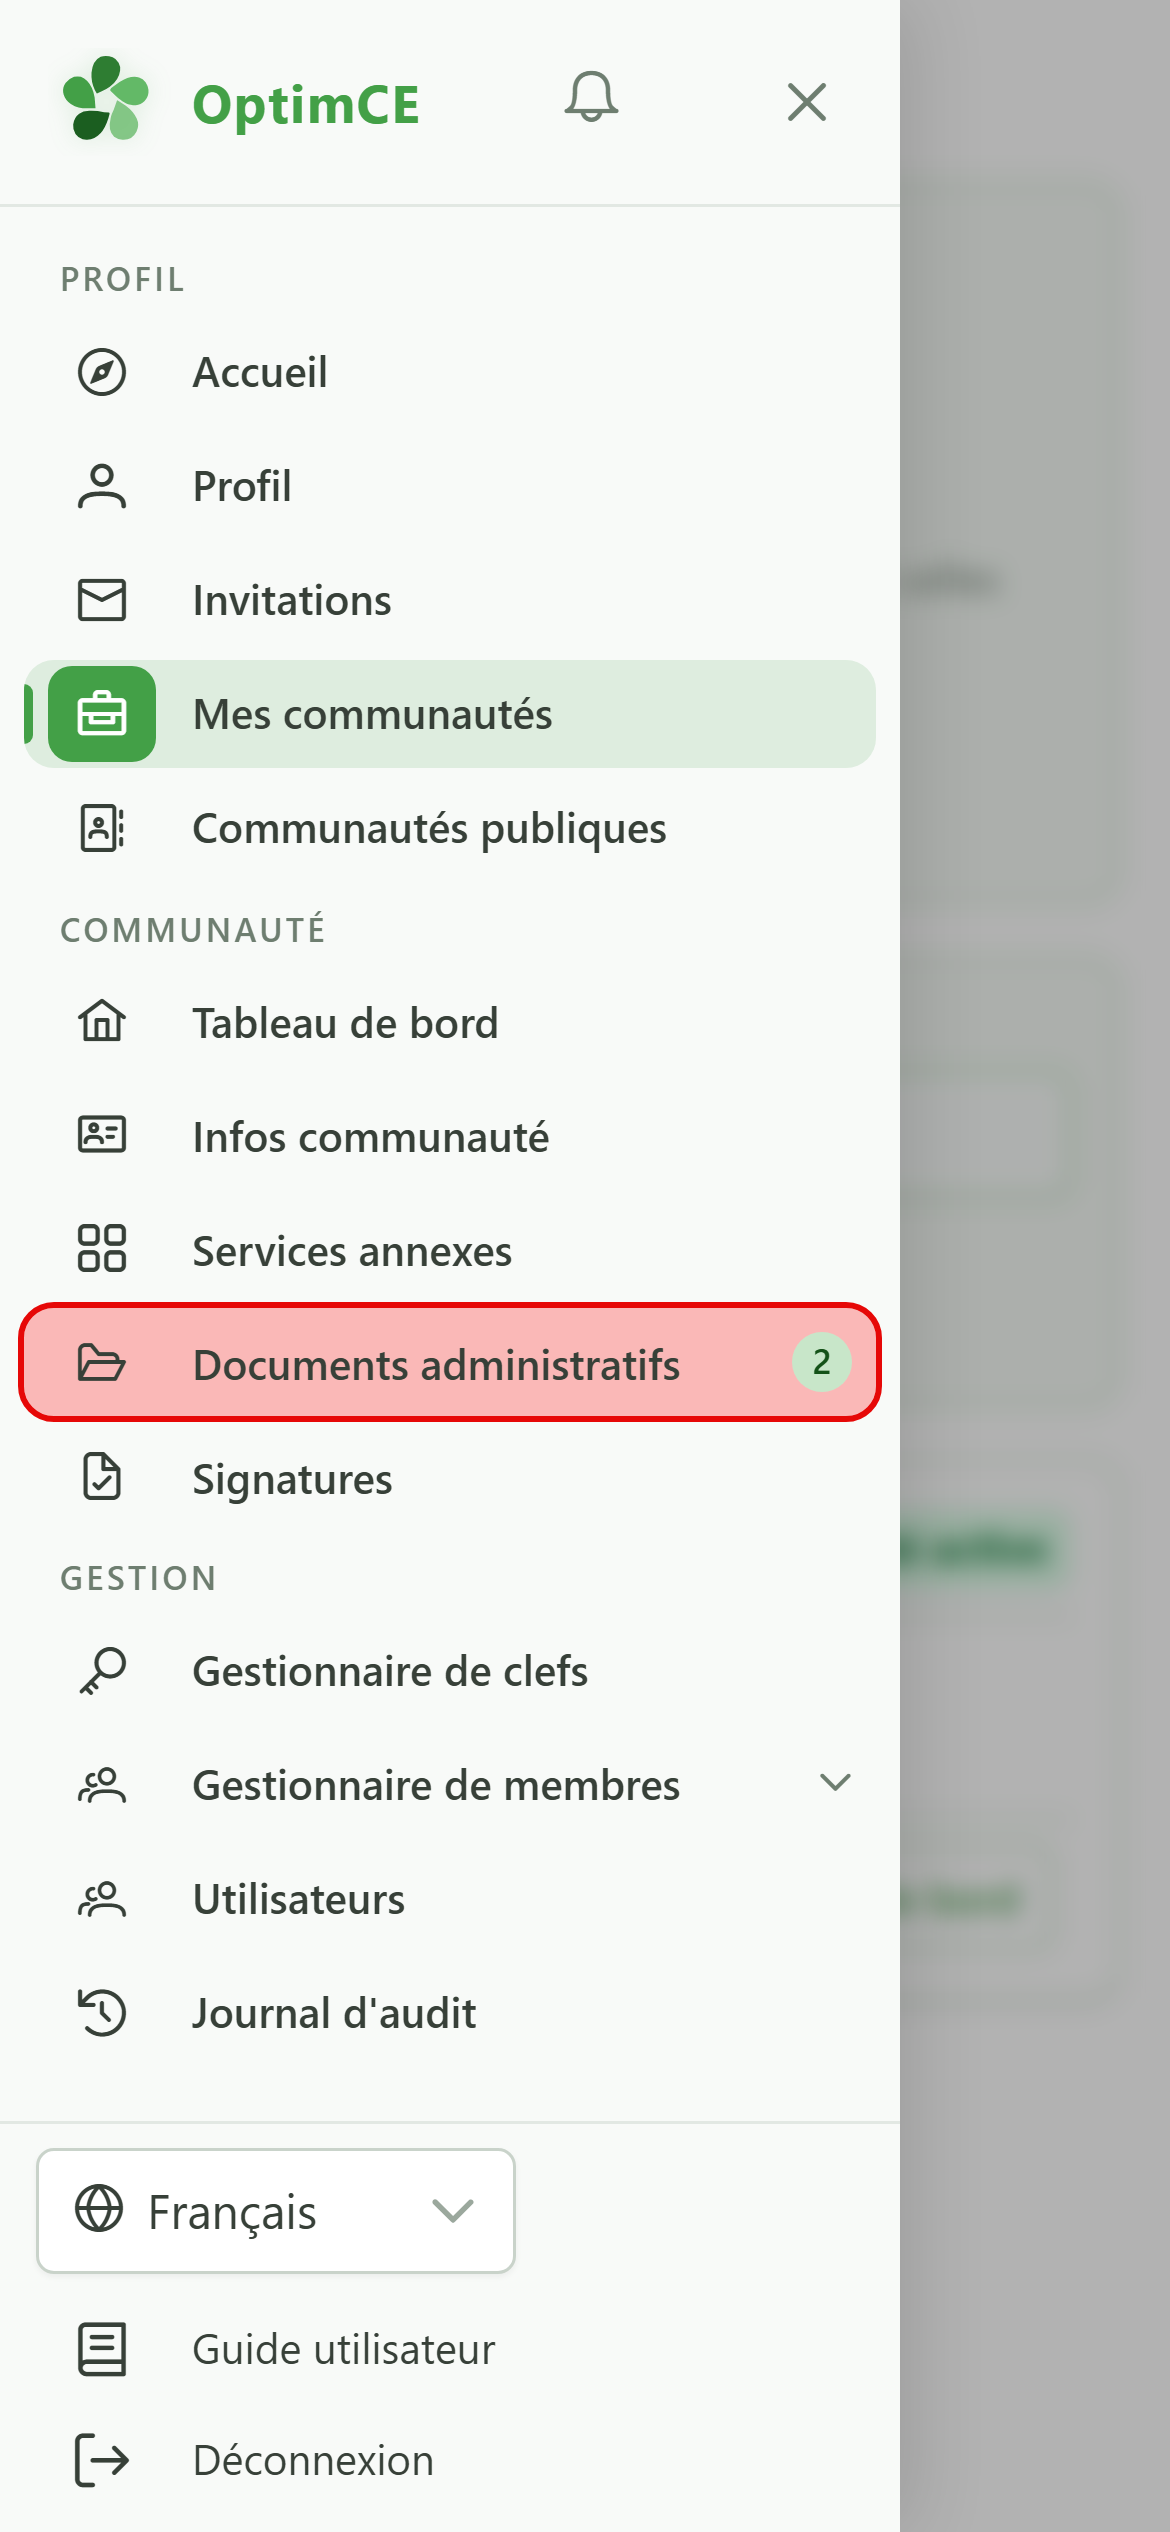 OptimCE
PROFIL
Accueil
Profil
Invitations
Mes communautés
Communautés publiques
COMMUNAUTÉ
Tableau de bord
Infos communauté
Services annexes
Documents administratifs 2
Signatures
GESTION
Gestionnaire de clefs
Gestionnaire de membres
Utilisateurs
Journal d'audit
Français
Guide utilisateur
Déconnexion